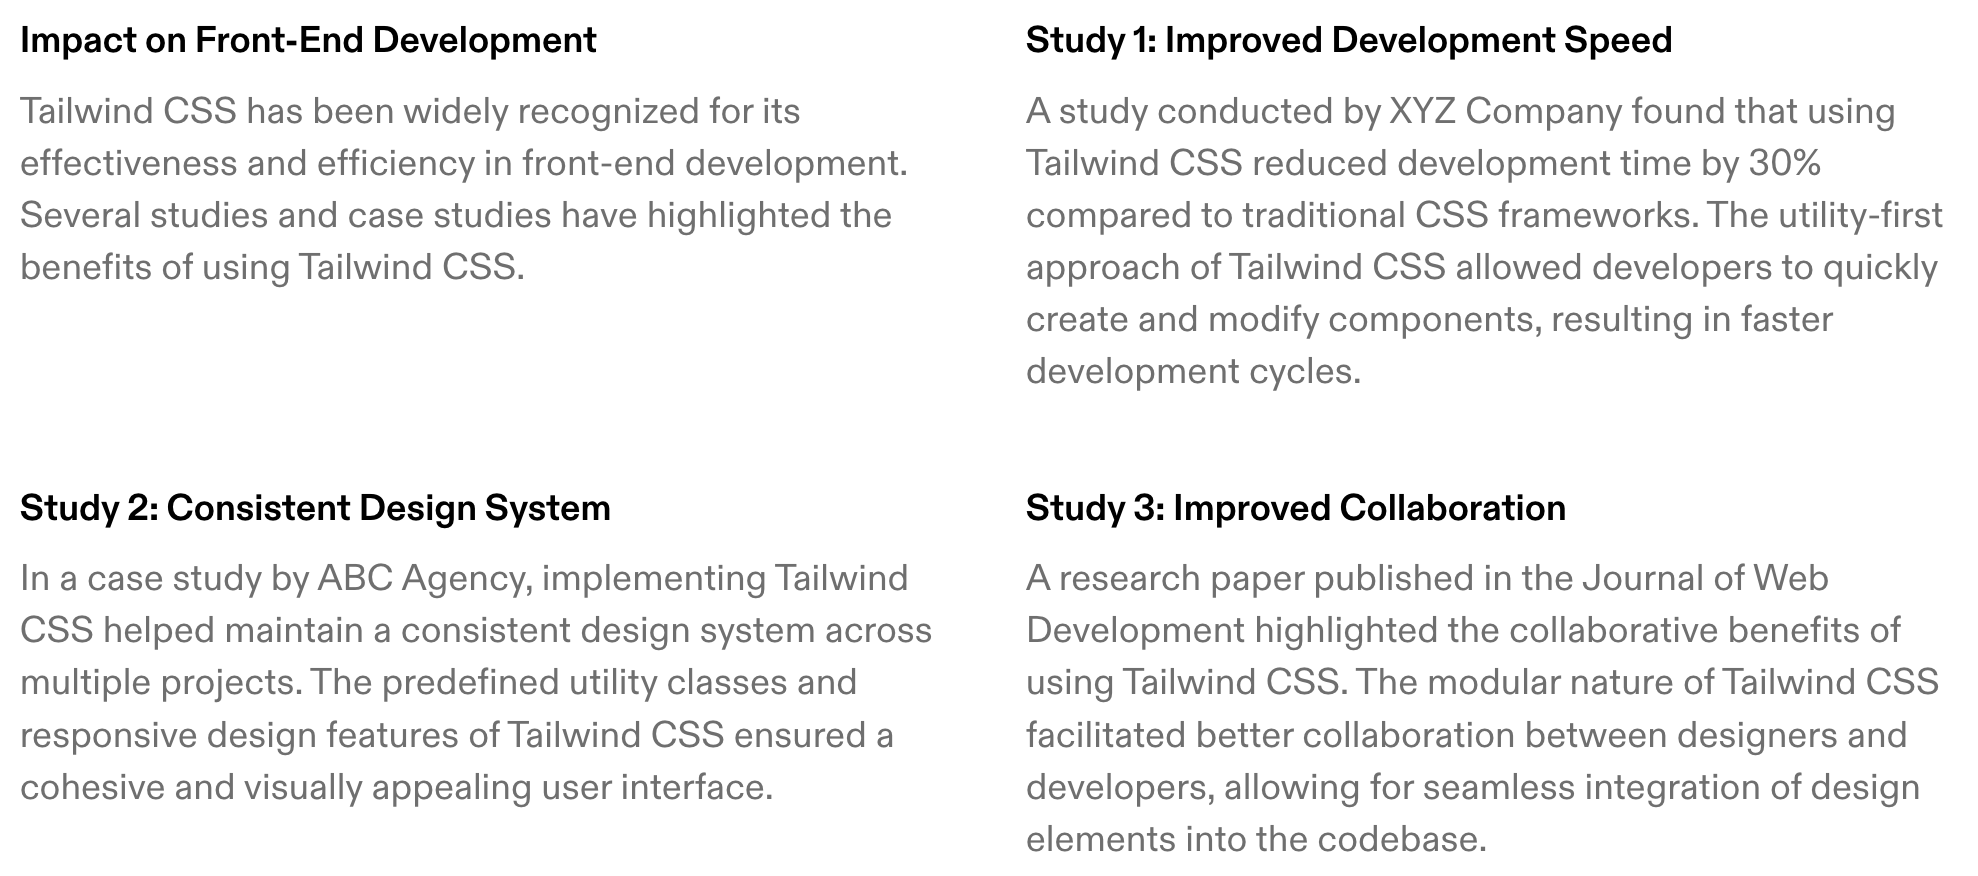 Impact on Front-End Development
Tailwind CSS has been widely recognized for its
effectiveness and efficiency in front-end development.
Several studies and case studies have highlighted the
benefits of using Tailwind CSS.
Study 1: Improved Development Speed
A study conducted by XYZ Company found that using
Tailwind CSS reduced development time by 30%
compared to traditional CSS frameworks. The utility-first
approach of Tailwind CSS allowed developers to quickly
create and modify components, resulting in faster
development cycles.
Study 2: Consistent Design System
In a case study by ABC Agency, implementing Tailwind
CSS helped maintain a consistent design system across
multiple projects. The predefined utility classes and
responsive design features of Tailwind CSS ensured a
cohesive and visually appealing user interface.
Study 3: Improved Collaboration
A research paper published in the Journal of Web
Development highlighted the collaborative benefits of
using Tailwind CSS. The modular nature of Tailwind CSS
facilitated better collaboration between designers and
developers, allowing for seamless integration of design
elements into the codebase.